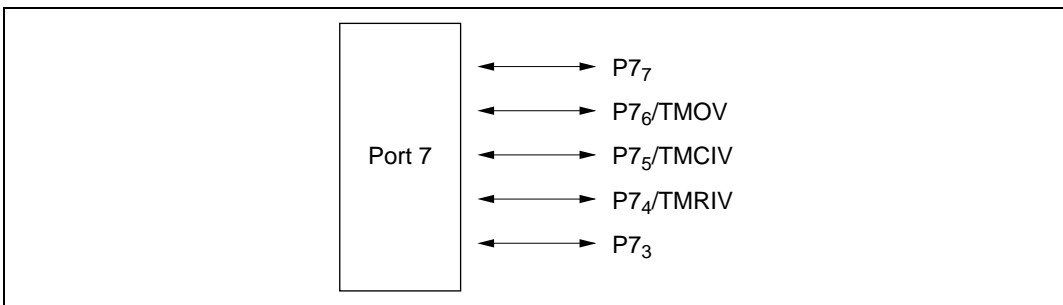 P7₇
P7₆/TMOV
Port 7
P7₅/TMCIV
P7₄/TMRIV
P7₃